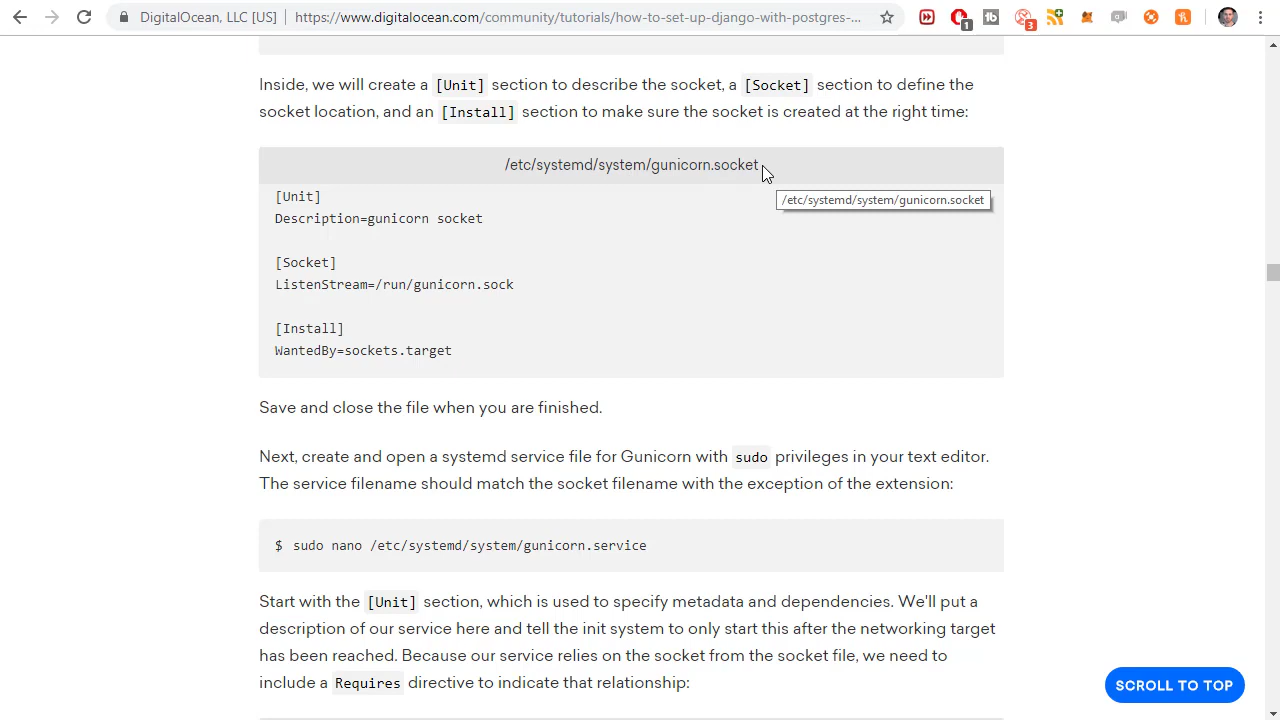 DigitalOcean, LLC [US]
https://www.digitalocean.com/community/tutorials/how-to-set-up-django-with-postgres-...
1
3
Inside, we will create a [Unit] section to describe the socket, a [Socket] section to define the
socket location, and an [Install] section to make sure the socket is created at the right time:
/etc/systemd/system/gunicorn.socket
/etc/systemd/system/gunicorn.socket
[Unit]
Description=gunicorn socket
[Socket]
ListenStream=/run/gunicorn.sock
[Install]
WantedBy=sockets.target
Save and close the file when you are finished.
Next, create and open a systemd service file for Gunicorn with sudo privileges in your text editor.
The service filename should match the socket filename with the exception of the extension:
$ sudo nano /etc/systemd/system/gunicorn.service
Start with the [Unit] section, which is used to specify metadata and dependencies. We'll put a
description of our service here and tell the init system to only start this after the networking target
has been reached. Because our service relies on the socket from the socket file, we need to
include a Requires directive to indicate that relationship:
SCROLL TO TOP